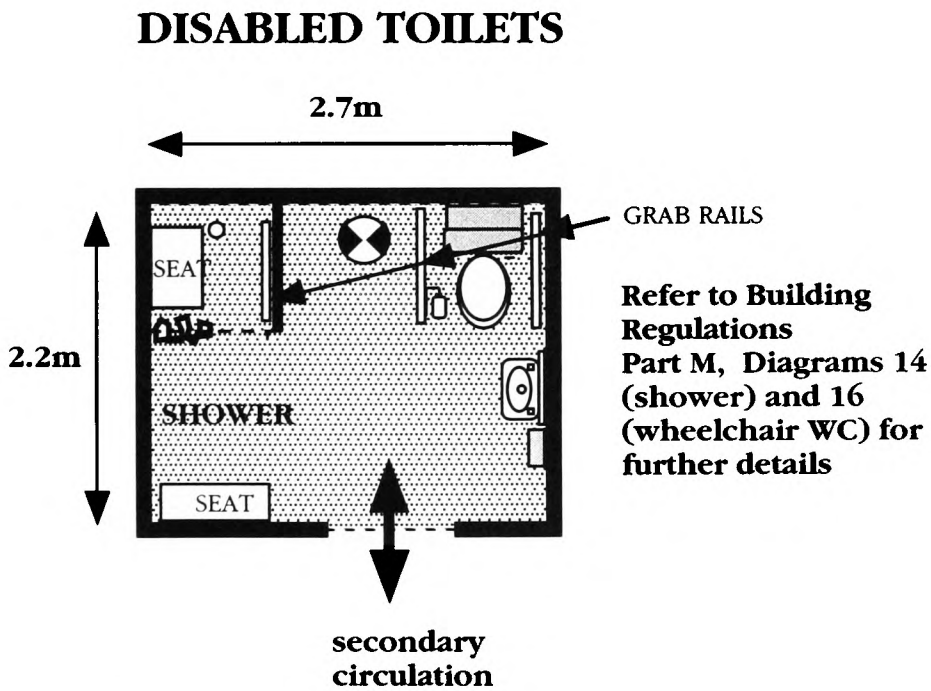 DISABLED TOILETS
2.7m
GRAB RAILS
SEAT
Refer to Building
Regulations
Part M, Diagrams 14
(shower) and 16
(wheelchair WC) for
further details
2.2m
SHOWER
SEAT
secondary
circulation